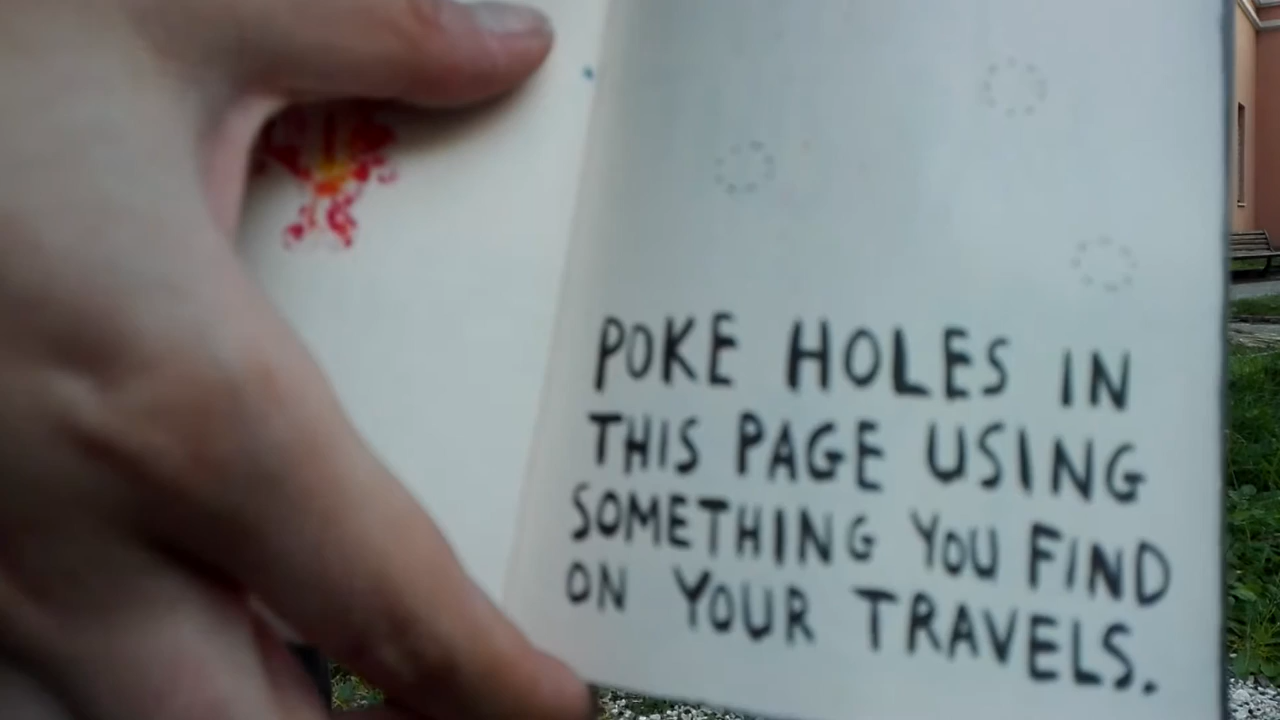 POKE HOLES IN
THIS PAGE USING
SOMETHING YOU FIND
ON YOUR TRAVELS.